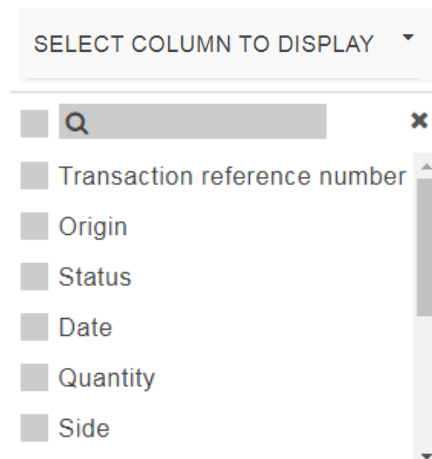 SELECT COLUMN TO DISPLAY
Transaction reference number
Origin
Status
Date
Quantity
Side